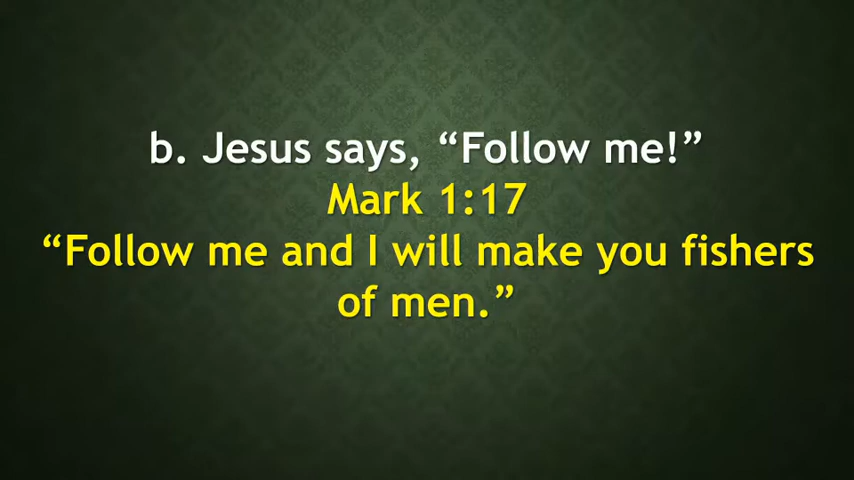 b. Jesus says, “Follow me!”
Mark 1:17
“Follow me and I will make you fishers
of men.”